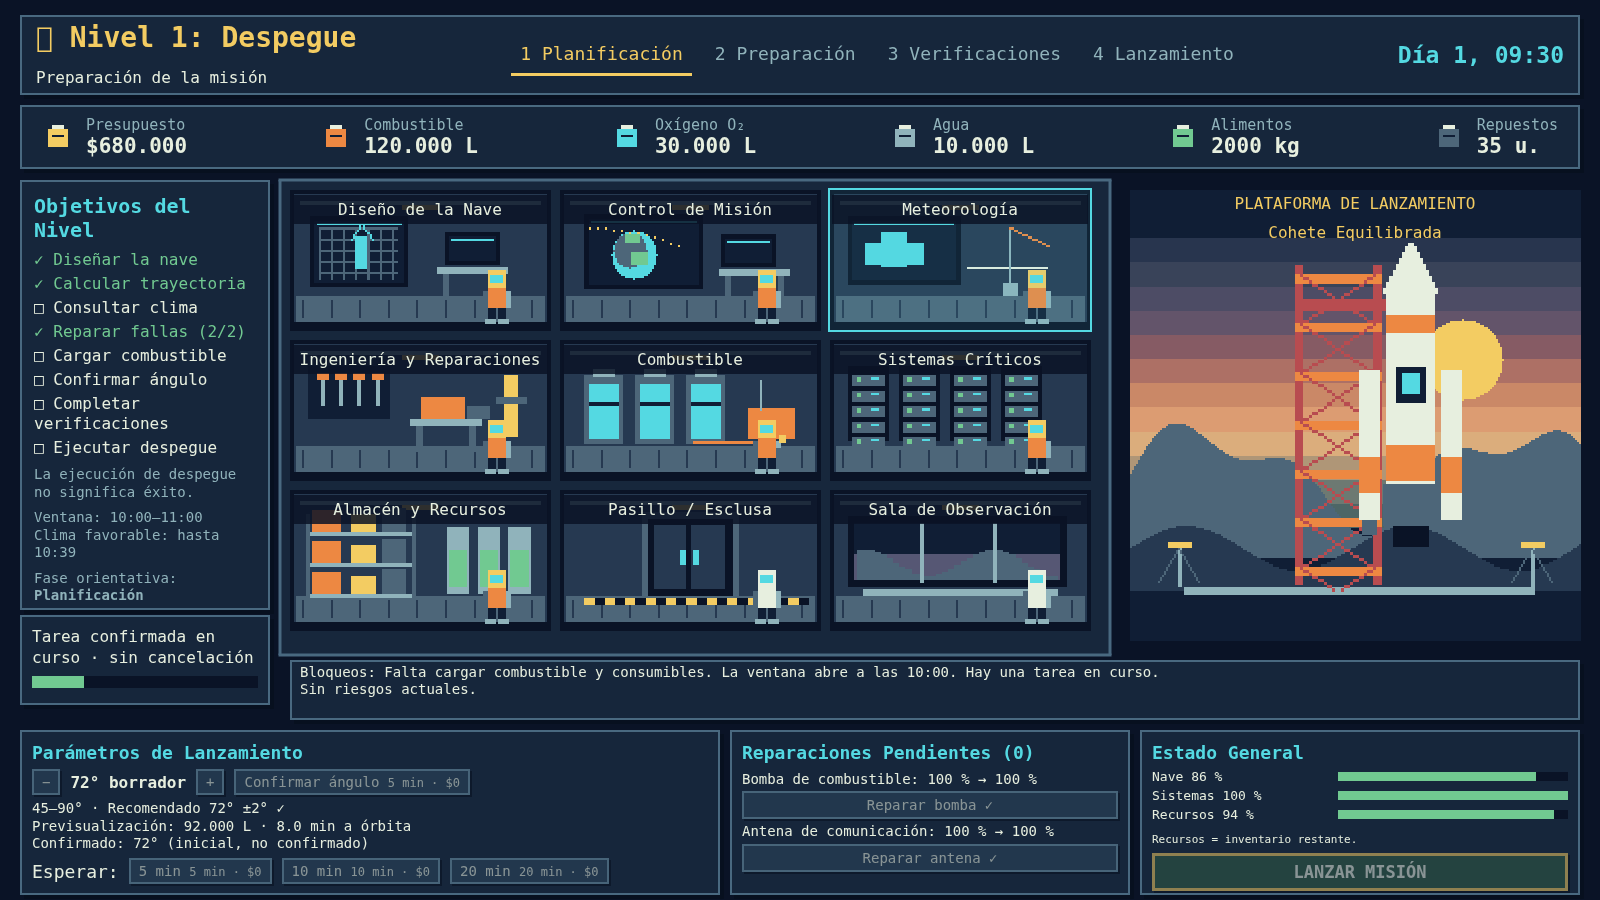 Nivel 1: Despegue
Preparación de la misión
1 Planificación
2 Preparación
3 Verificaciones
4 Lanzamiento
Día 1, 09:30
Presupuesto
$680.000
Combustible
120.000 L
Oxígeno O₂
30.000 L
Agua
10.000 L
Alimentos
2000 kg
Repuestos
35 u.
Objetivos del
Nivel
✓ Diseñar la nave
✓ Calcular trayectoria
□ Consultar clima
✓ Reparar fallas (2/2)
□ Cargar combustible
□ Confirmar ángulo
□ Completar
verificaciones
□ Ejecutar despegue
La ejecución de despegue
no significa éxito.
Ventana: 10:00–11:00
Clima favorable: hasta
10:39
Fase orientativa:
Planificación
Tarea confirmada en
curso · sin cancelación
Diseño de la Nave
Control de Misión
Meteorología
Ingeniería y Reparaciones
Combustible
Sistemas Críticos
Almacén y Recursos
Pasillo / Esclusa
Sala de Observación
PLATAFORMA DE LANZAMIENTO
Cohete Equilibrada
Bloqueos: Falta cargar combustible y consumibles. La ventana abre a las 10:00. Hay una tarea en curso.
Sin riesgos actuales.
Parámetros de Lanzamiento
− 72° borrador + Confirmar ángulo 5 min · $0
45–90° · Recomendado 72° ±2° ✓
Previsualización: 92.000 L · 8.0 min a órbita
Confirmado: 72° (inicial, no confirmado)
Esperar: 5 min 5 min · $0 10 min 10 min · $0 20 min 20 min · $0
Reparaciones Pendientes (0)
Bomba de combustible: 100 % → 100 %
Reparar bomba ✓
Antena de comunicación: 100 % → 100 %
Reparar antena ✓
Estado General
Nave 86 %
Sistemas 100 %
Recursos 94 %
Recursos = inventario restante.
LANZAR MISIÓN